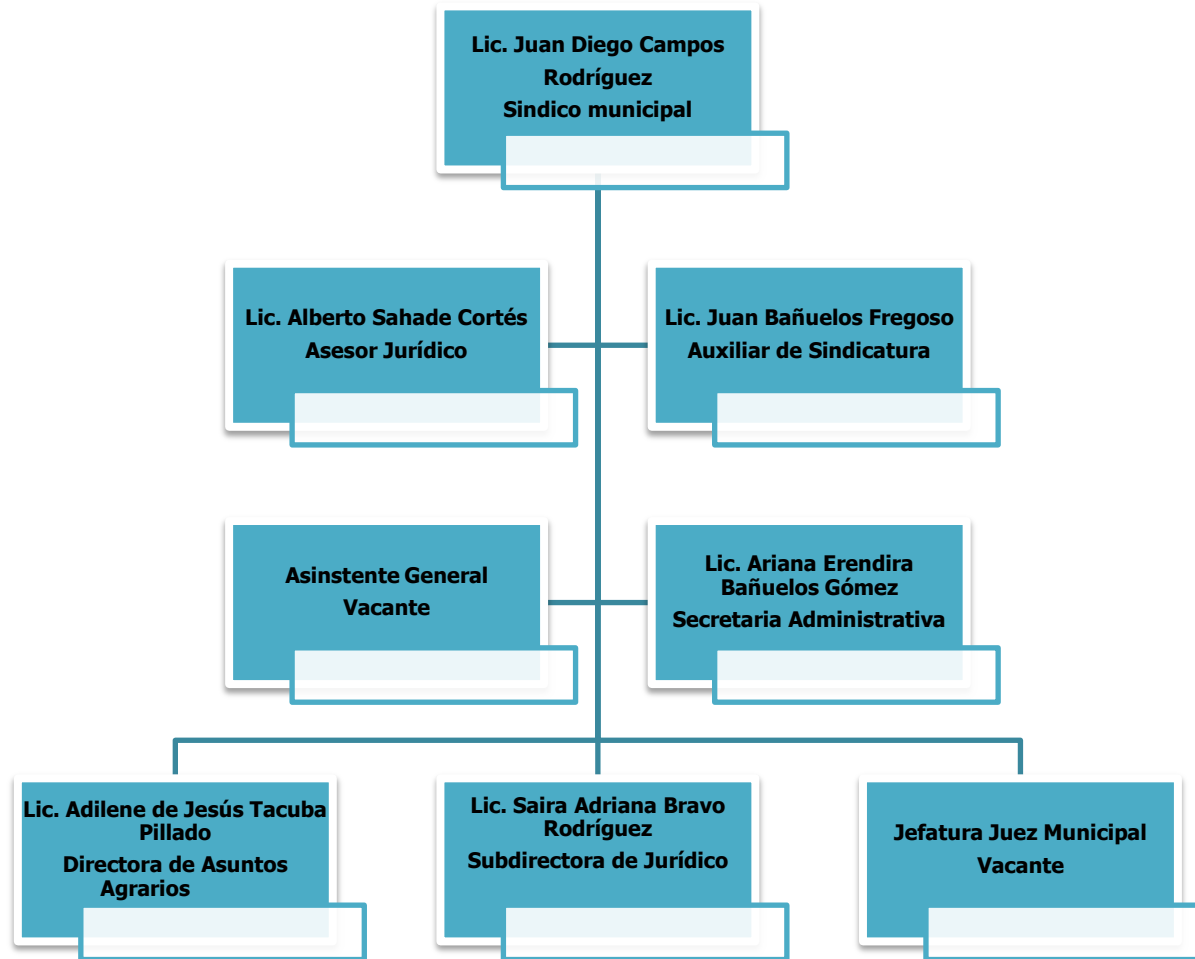 Lic. Juan Diego Campos
Rodríguez
Sindico municipal
Lic. Alberto Sahade Cortés
Asesor Jurídico
Lic. Juan Bañuelos Fregoso
Auxiliar de Sindicatura
Asinstente General
Vacante
Lic. Ariana Erendira
Bañuelos Gómez
Secretaria Administrativa
Lic. Adilene de Jesús Tacuba
Pillado
Directora de Asuntos
Agrarios
Lic. Saira Adriana Bravo
Rodríguez
Subdirectora de Jurídico
Jefatura Juez Municipal
Vacante